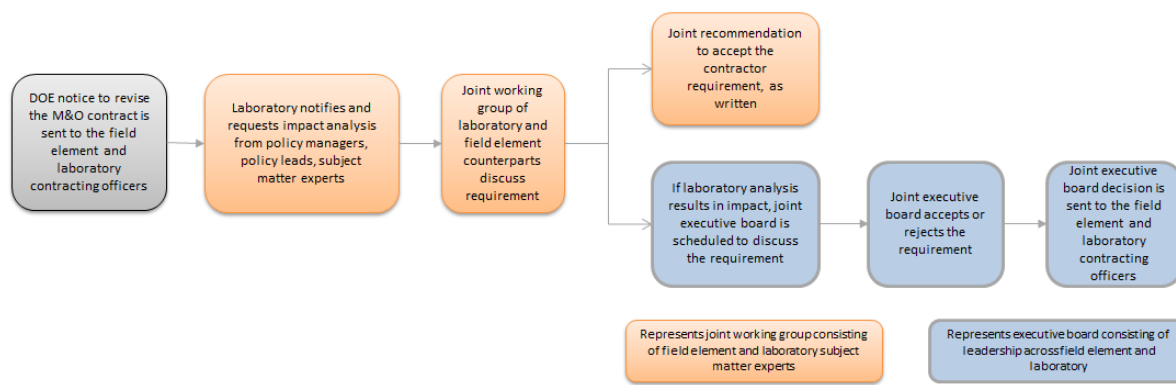 DOE notice to revise
the M&O contract is
sent to the field
element and
laboratory
contracting officers
Laboratory notifies and
requests impact analysis
from policy managers,
policy leads, subject
matter experts
Joint working
group of
laboratory and
field element
counterparts
discuss
requirement
Joint recommendation
to accept the
contractor
requirement, as
written
If laboratory analysis
results in impact, joint
executive board is
scheduled to discuss
the requirement
Joint executive
board accepts or
rejects the
requirement
Joint executive
board decision is
sent to the field
element and
laboratory
contracting
officers
Represents joint working group consisting
of field element and laboratory subject
matter experts
Represents executive board consisting of
leadership across field element and
laboratory